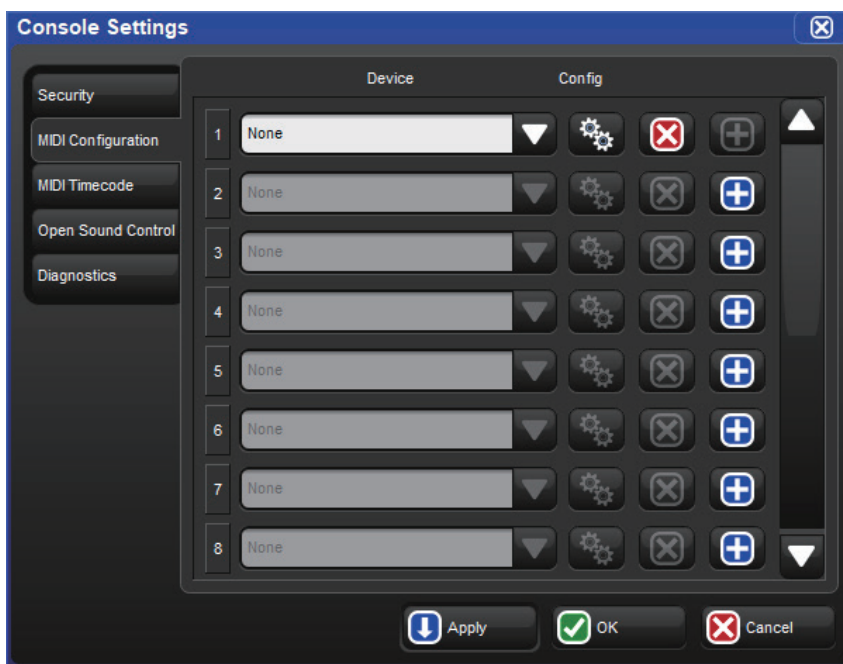 Console Settings
Device Config
Security
MIDI Configuration
MIDI Timecode
Open Sound Control
Diagnostics
1 None
2 None
3 None
4 None
5 None
6 None
7 None
8 None
Apply OK Cancel